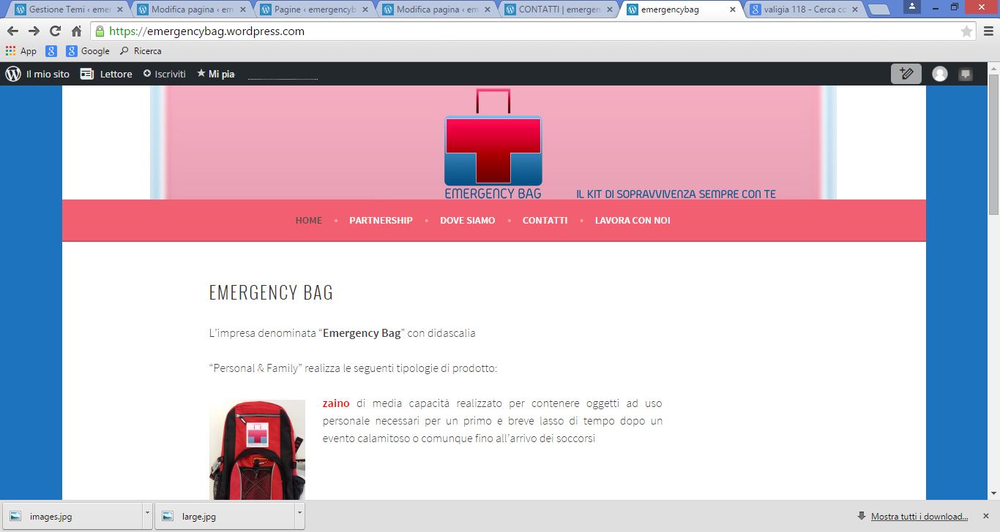 Gestione Temi ‹ emer
Modifica pagina ‹ em
Pagine ‹ emergencyb
Modifica pagina ‹ em
CONTATTI | emergen
emergencybag
valigia 118 - Cerca co
https://emergencybag.wordpress.com
App
Google
Ricerca
Il mio sito
Lettore
Iscriviti
Mi pia
EMERGENCY BAG
IL KIT DI SOPRAVVIVENZA SEMPRE CON TE
HOME • PARTNERSHIP • DOVE SIAMO • CONTATTI • LAVORA CON NOI
EMERGENCY BAG
L’impresa denominata “Emergency Bag” con didascalia
“Personal & Family” realizza le seguenti tipologie di prodotto:
zaino di media capacità realizzato per contenere oggetti ad uso
personale necessari per un primo e breve lasso di tempo dopo un
evento calamitoso o comunque fino all’arrivo dei soccorsi
images.jpg
large.jpg
Mostra tutti i download...